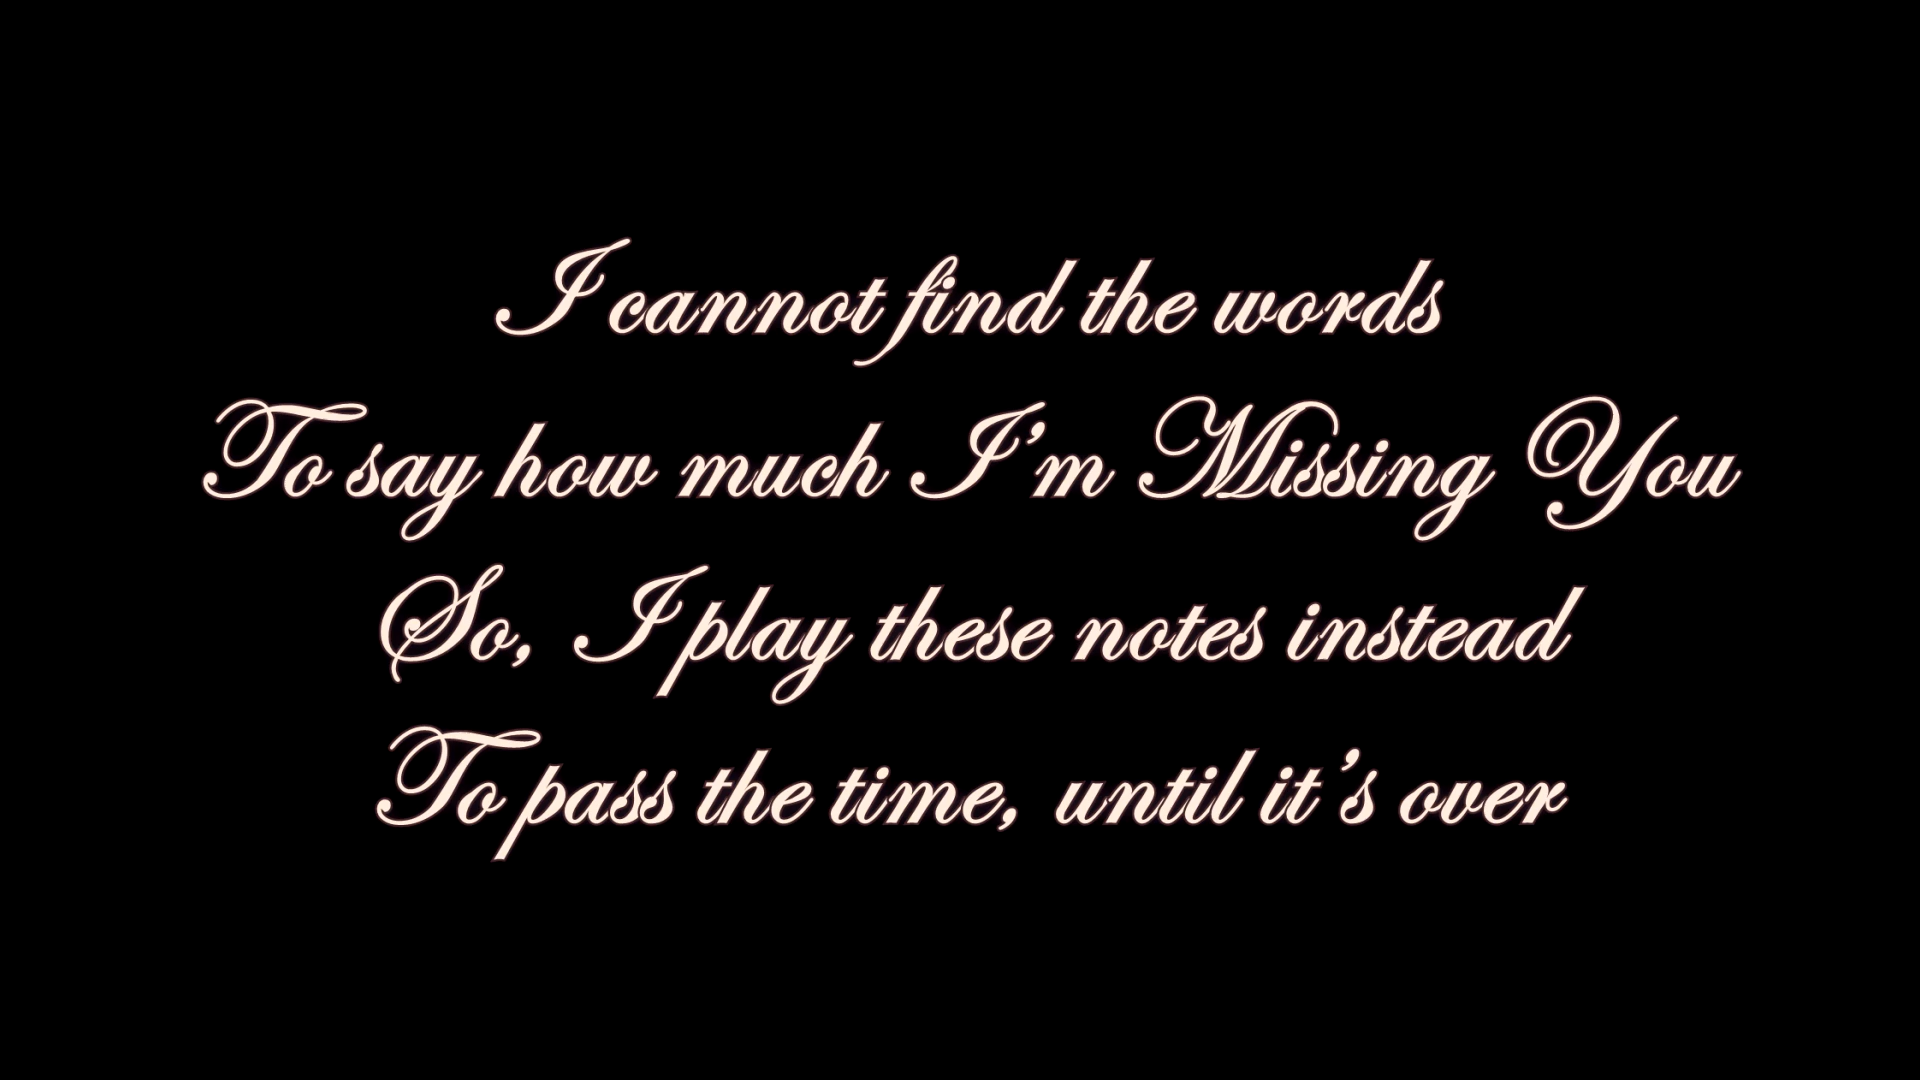 I cannot find the words
To say how much I’m Missing You
So, I play these notes instead
To pass the time, until it’s over